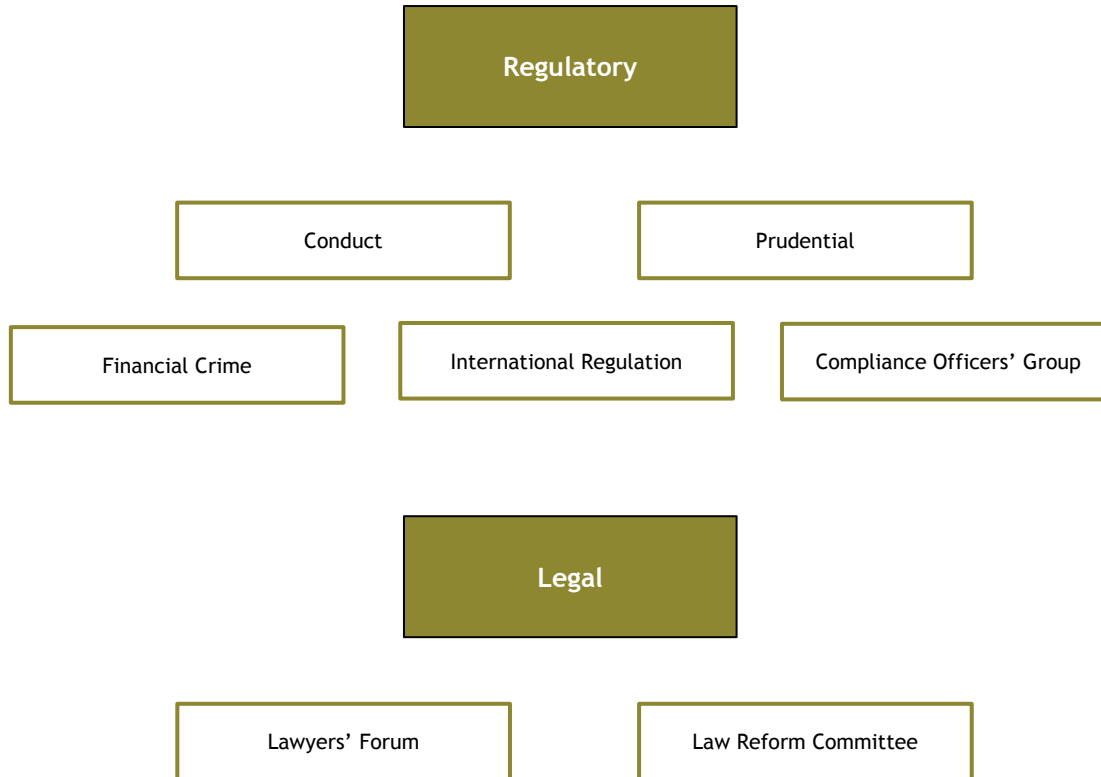 Regulatory
Conduct
Prudential
Financial Crime
International Regulation
Compliance Officers’ Group
Legal
Lawyers’ Forum
Law Reform Committee